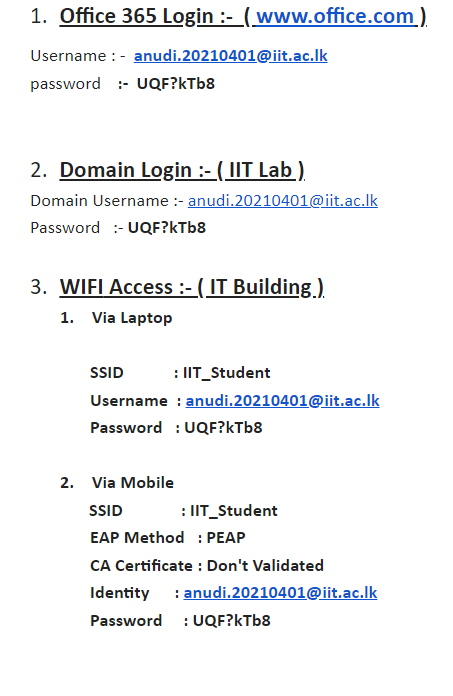 1. Office 365 Login :- ( www.office.com )
Username : - anudi.20210401@iit.ac.lk
password :- UQF?kTb8
2. Domain Login :- ( IIT Lab )
Domain Username :- anudi.20210401@iit.ac.lk
Password :- UQF?kTb8
3. WIFI Access :- ( IT Building )
1. Via Laptop
SSID : IIT_Student
Username : anudi.20210401@iit.ac.lk
Password : UQF?kTb8
2. Via Mobile
SSID : IIT_Student
EAP Method : PEAP
CA Certificate : Don't Validated
Identity : anudi.20210401@iit.ac.lk
Password : UQF?kTb8